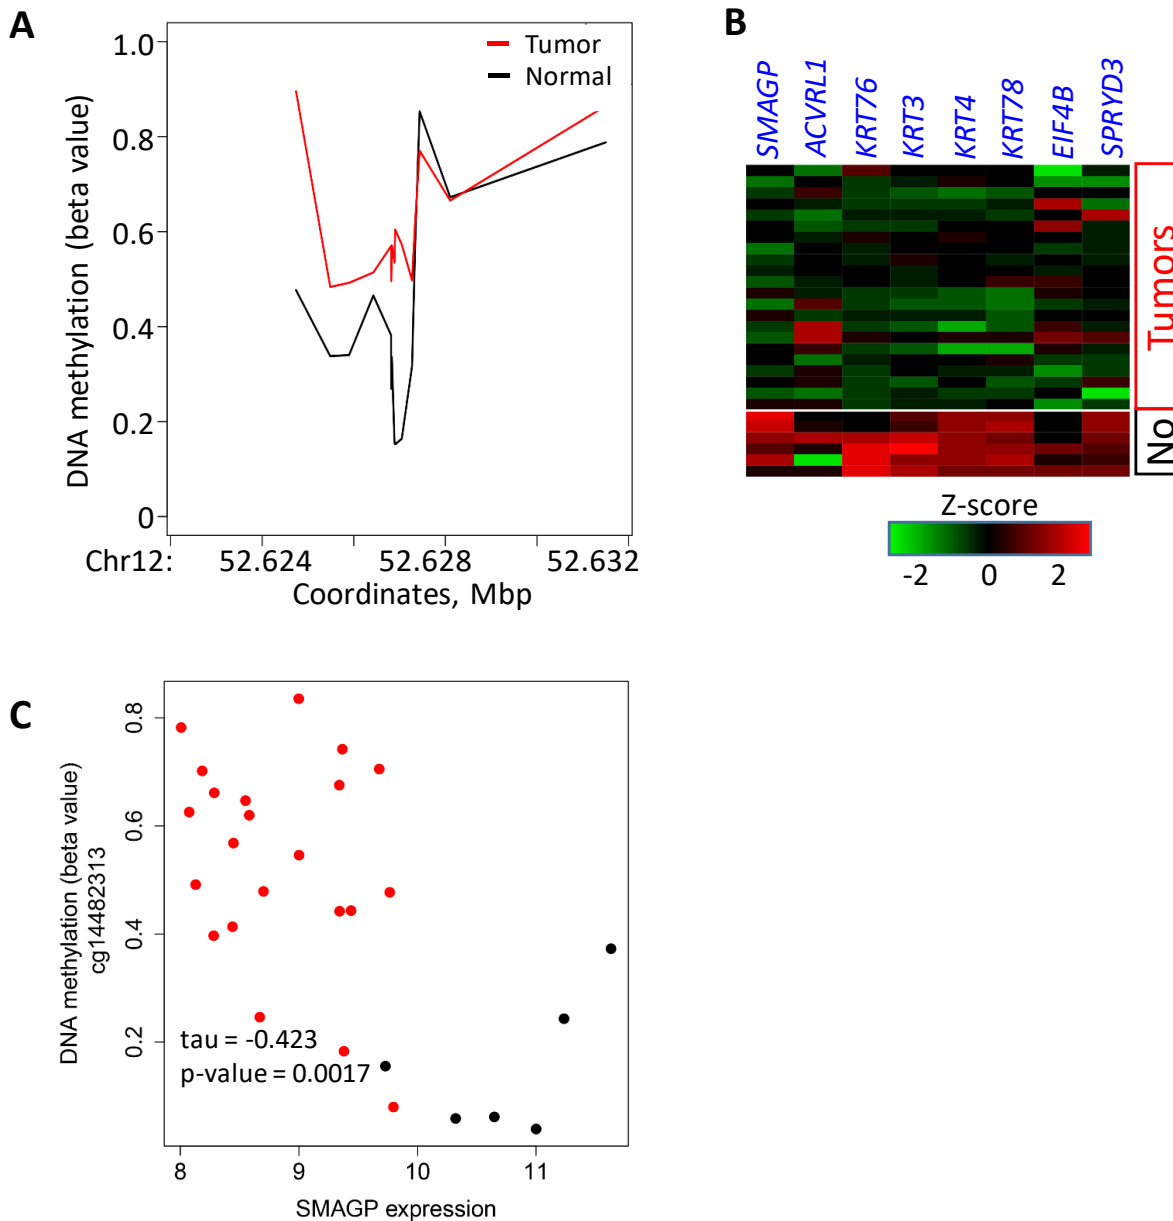 A
1.0
0.8
0.6
0.4
0.2
0
DNA methylation (beta value)
Tumor
Normal
Chr12: 52.624 52.628 52.632
Coordinates, Mbp
B
SMAGP
ACVRL1
KRT76
KRT3
KRT4
KRT78
EIF4B
SPRYD3
Tumors
No
Z-score
-2 0 2
C
DNA methylation (beta value)
cg14482313
0.8
0.6
0.4
0.2
tau = -0.423
p-value = 0.0017
8 9 10 11
SMAGP expression